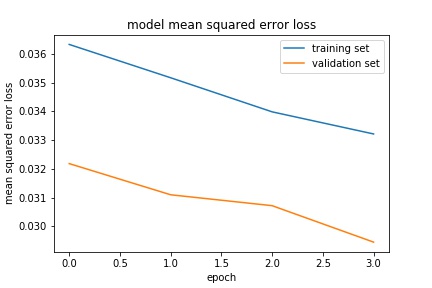 model mean squared error loss
training set
validation set
0.036
0.035
0.034
0.033
0.032
0.031
0.030
mean squared error loss
0.0 0.5 1.0 1.5 2.0 2.5 3.0
epoch